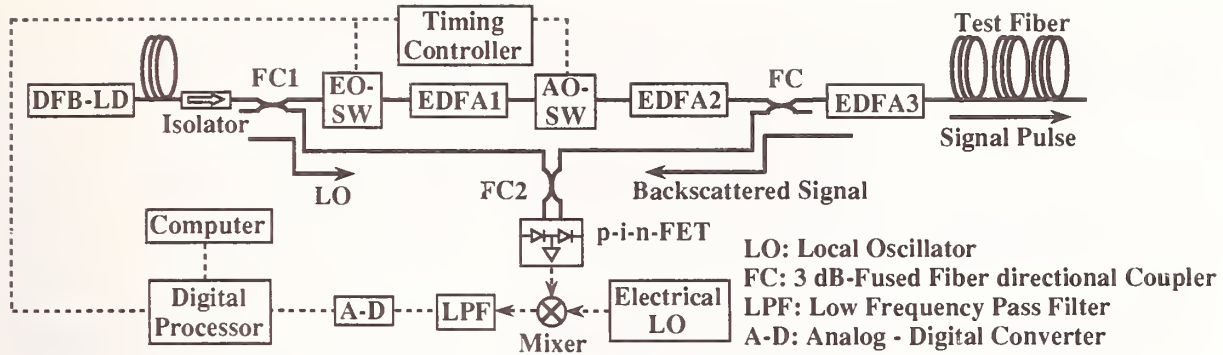 Timing
Controller
Test Fiber
DFB-LD
Isolator
FC1
EO-
SW
EDFA1
AO-
SW
EDFA2
FC
EDFA3
Signal Pulse
LO
FC2
Backscattered Signal
p-i-n-FET
Computer
Digital
Processor
A-D
LPF
Mixer
Electrical
LO
LO: Local Oscillator
FC: 3 dB-Fused Fiber directional Coupler
LPF: Low Frequency Pass Filter
A-D: Analog - Digital Converter